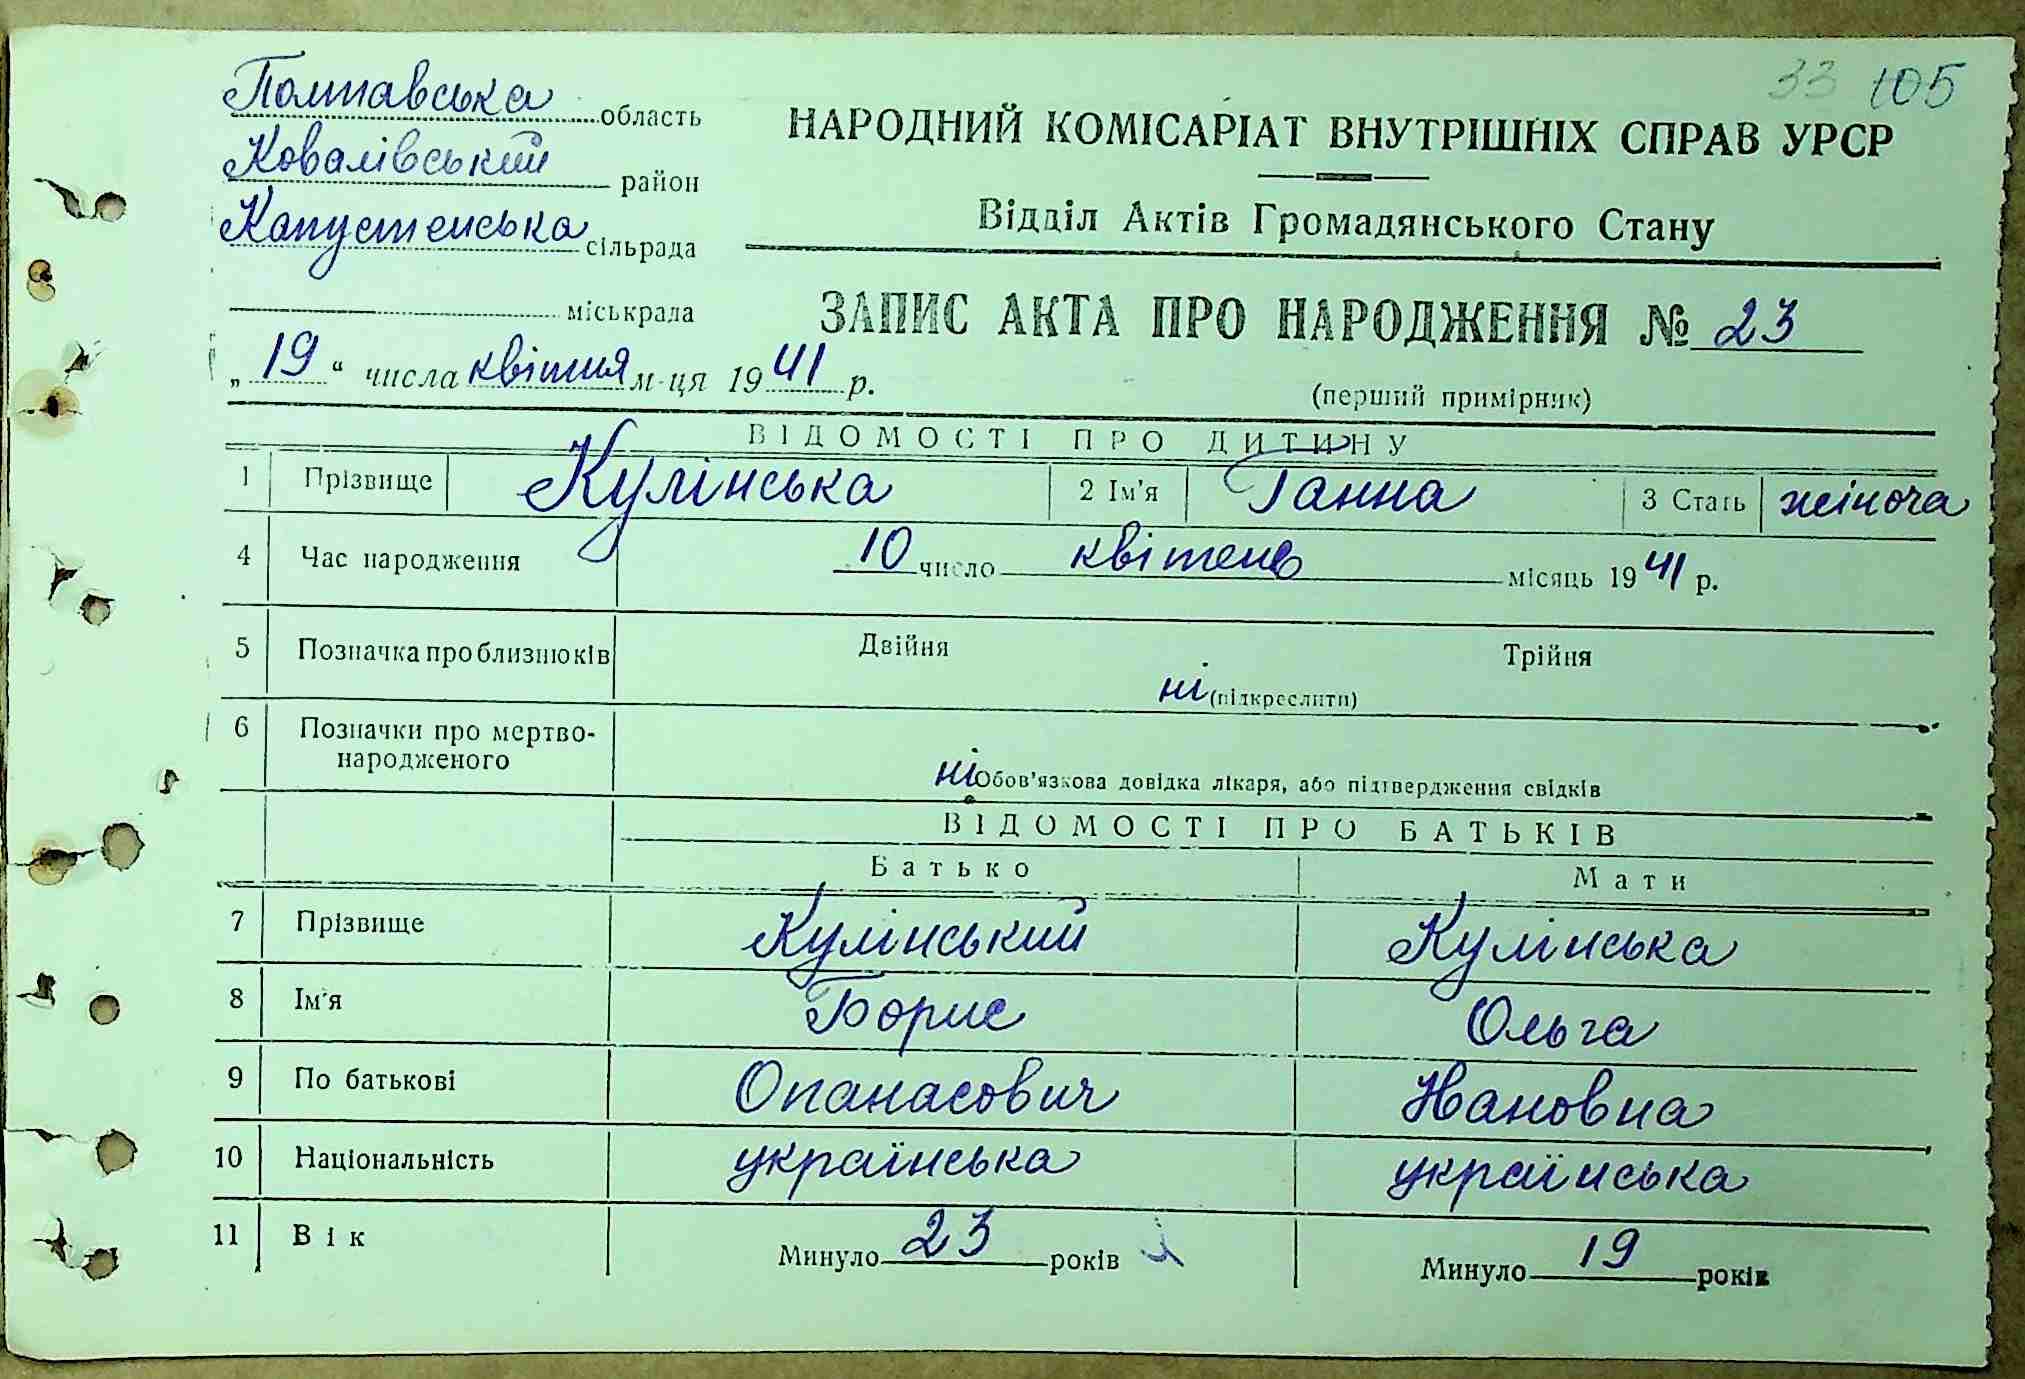 33 105
Полтавська область
Ковалівський район
Капустенська сільрада
міськрада
НАРОДНИЙ КОМІСАРІАТ ВНУТРІШНІХ СПРАВ УРСР
Відділ Актів Громадянського Стану
ЗАПИС АКТА ПРО НАРОДЖЕННЯ № 23
„19“ числа квітня м-ця 1941 р.
(перший примірник)
ВІДОМОСТІ ПРО ДИТИНУ
1 Прізвище Кулінська 2 Ім'я Ганна 3 Стать жіноча
4 Час народження 10 число квітень місяць 1941 р.
5 Позначка про близнюків Двійня Трійня
ні (підкреслити)
6 Позначки про мертво-
народженого
ні Обов'язкова довідка лікаря, або підтвердження свідків
ВІДОМОСТІ ПРО БАТЬКІВ
Батько Мати
7 Прізвище Кулінський Кулінська
8 Ім'я Борис Ольга
9 По батькові Опанасович Івановна
10 Національність українська українська
11 Вік Минуло 23 років Минуло 19 років